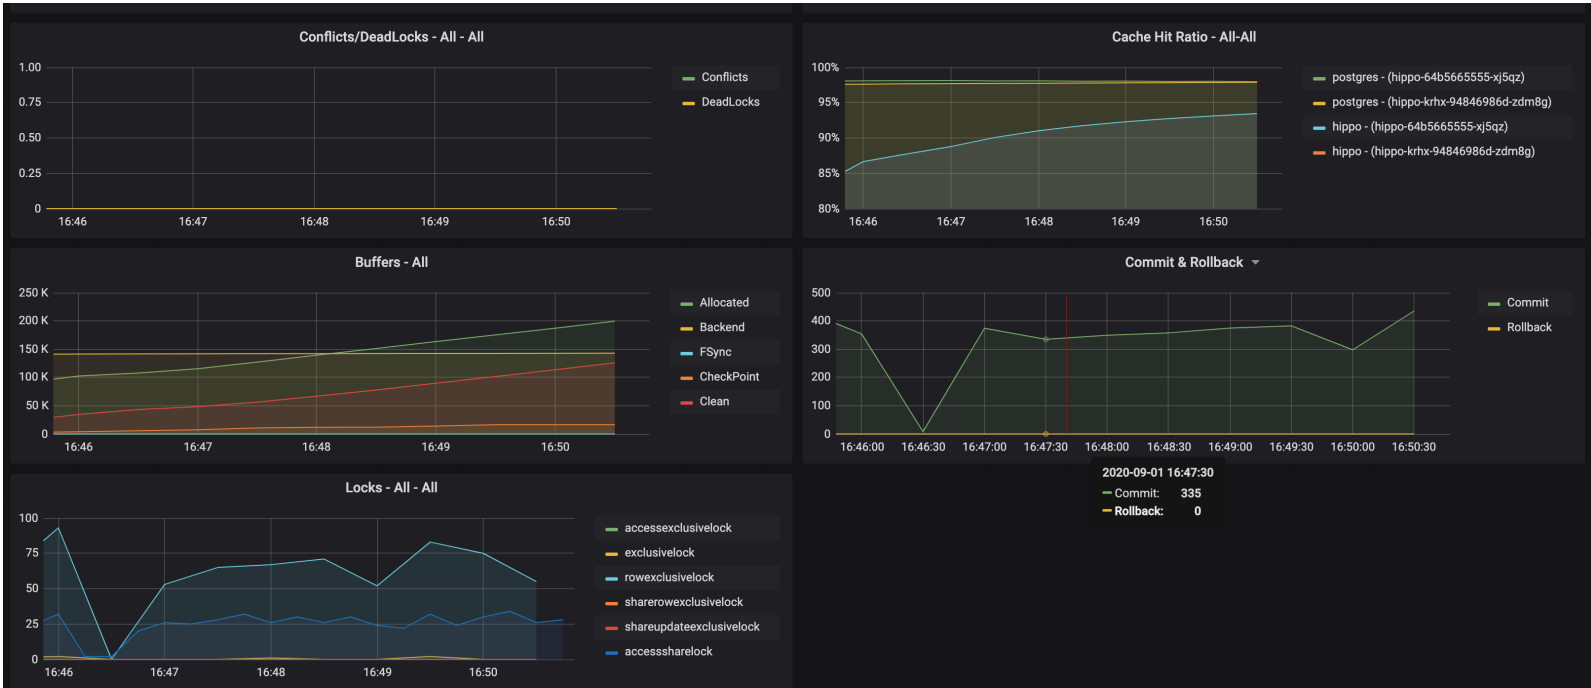 Conflicts/DeadLocks - All - All
1.00
0.75
0.50
0.25
0
16:46 16:47 16:48 16:49 16:50
Conflicts
DeadLocks
Cache Hit Ratio - All-All
100%
95%
90%
85%
80%
16:46 16:47 16:48 16:49 16:50
postgres - (hippo-64b5665555-xj5qz)
postgres - (hippo-krhx-94846986d-zdm8g)
hippo - (hippo-64b5665555-xj5qz)
hippo - (hippo-krhx-94846986d-zdm8g)
Buffers - All
250 K
200 K
150 K
100 K
50 K
0
16:46 16:47 16:48 16:49 16:50
Allocated
Backend
FSync
CheckPoint
Clean
Commit & Rollback
500
400
300
200
100
0
16:46:00 16:46:30 16:47:00 16:47:30 16:48:00 16:48:30 16:49:00 16:49:30 16:50:00 16:50:30
Commit
Rollback
2020-09-01 16:47:30
Commit: 335
Rollback: 0
Locks - All - All
100
75
50
25
0
16:46 16:47 16:48 16:49 16:50
accessexclusivelock
exclusivelock
rowexclusivelock
sharerowexclusivelock
shareupdateexclusivelock
accesssharelock